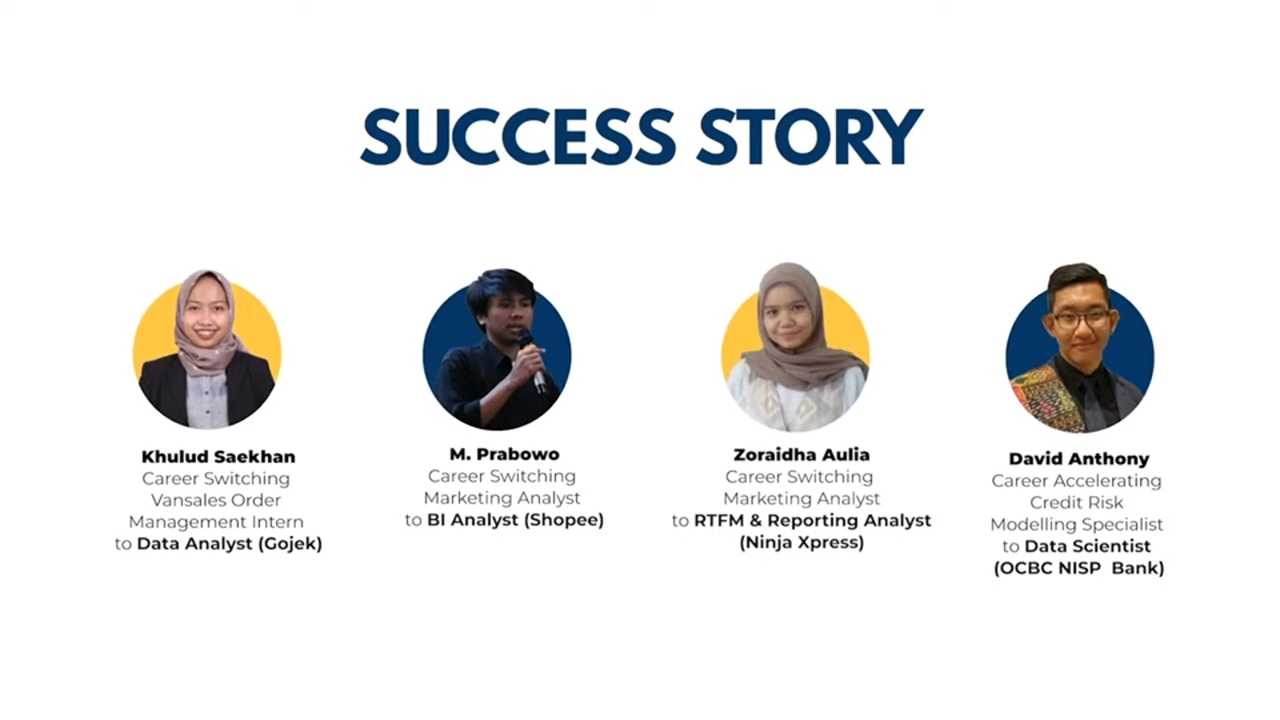 SUCCESS STORY
Khulud Saekhan
Career Switching
Vansales Order
Management Intern
to Data Analyst (Gojek)
M. Prabowo
Career Switching
Marketing Analyst
to BI Analyst (Shopee)
Zoraidha Aulia
Career Switching
Marketing Analyst
to RTFM & Reporting Analyst
(Ninja Xpress)
David Anthony
Career Accelerating
Credit Risk
Modelling Specialist
to Data Scientist
(OCBC NISP Bank)